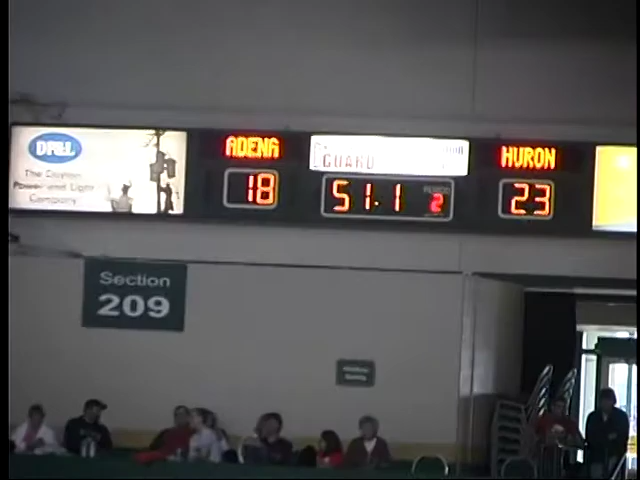 DP&L
The Dayton
Power and Light
Company
ADENA
18
GUARD
51.1
PERIOD
2
HURON
23
Section
209